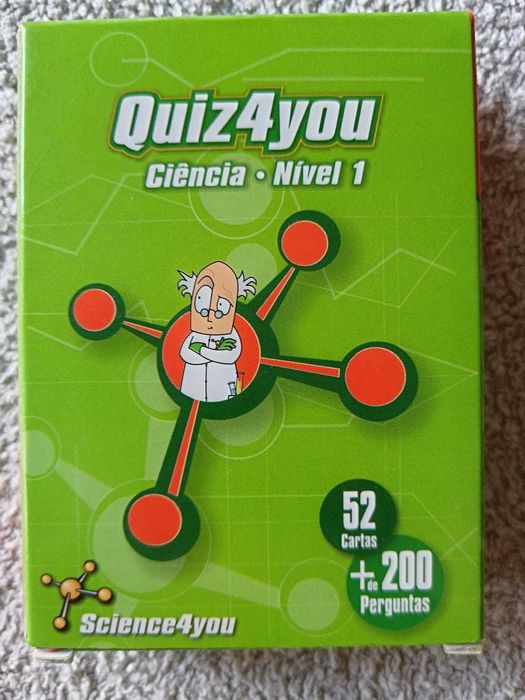 Quiz4you
Ciência • Nível 1
52
Cartas
+ de 200
Perguntas
Science4you